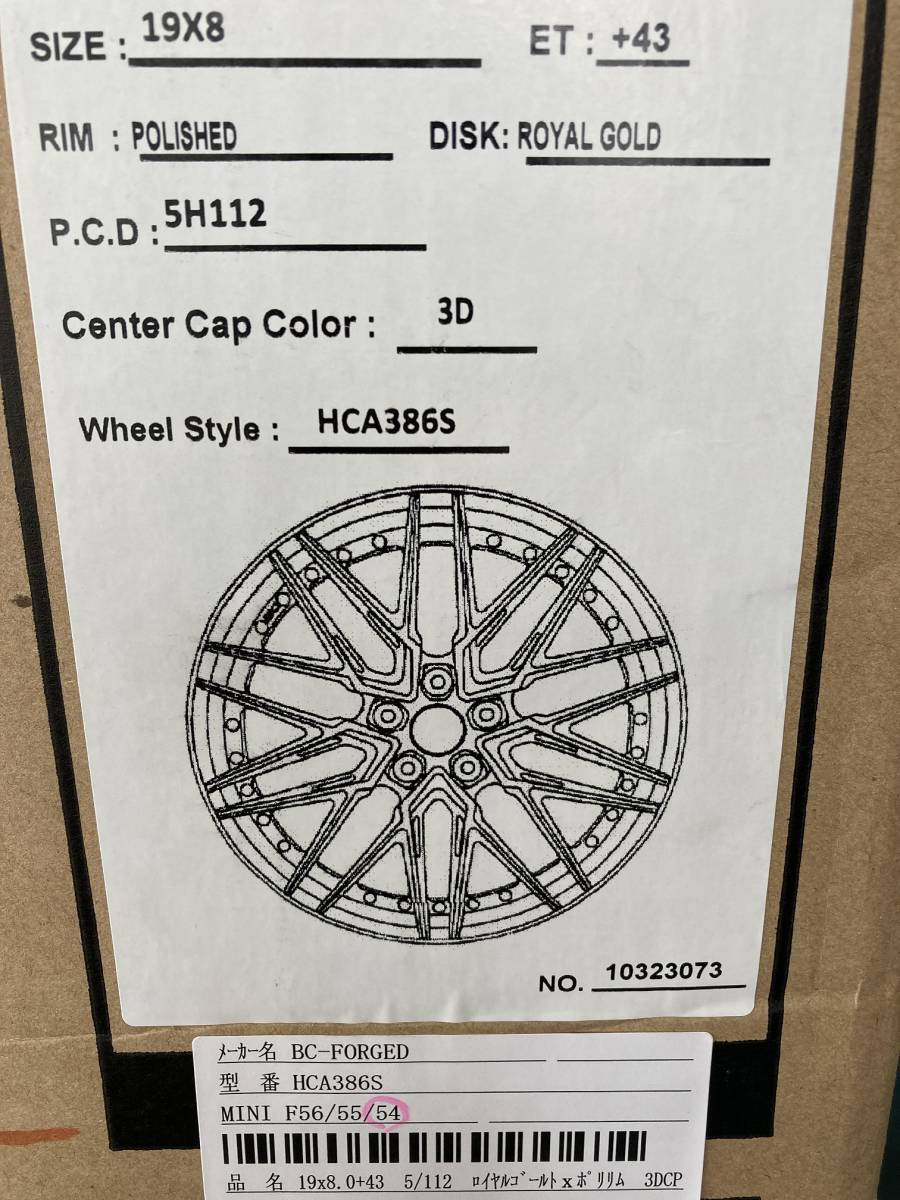 SIZE : 19X8 ET : +43
RIM : POLISHED DISK: ROYAL GOLD
P.C.D : 5H112
Center Cap Color : 3D
Wheel Style : HCA386S
NO. 10323073
ﾒｰｶｰ名 BC-FORGED
型 番 HCA386S
MINI F56/55/54
品 名 19x8.0+43 5/112 ﾛｲﾔﾙｺﾞｰﾙﾄxﾎﾟﾘﾘﾑ 3DCP